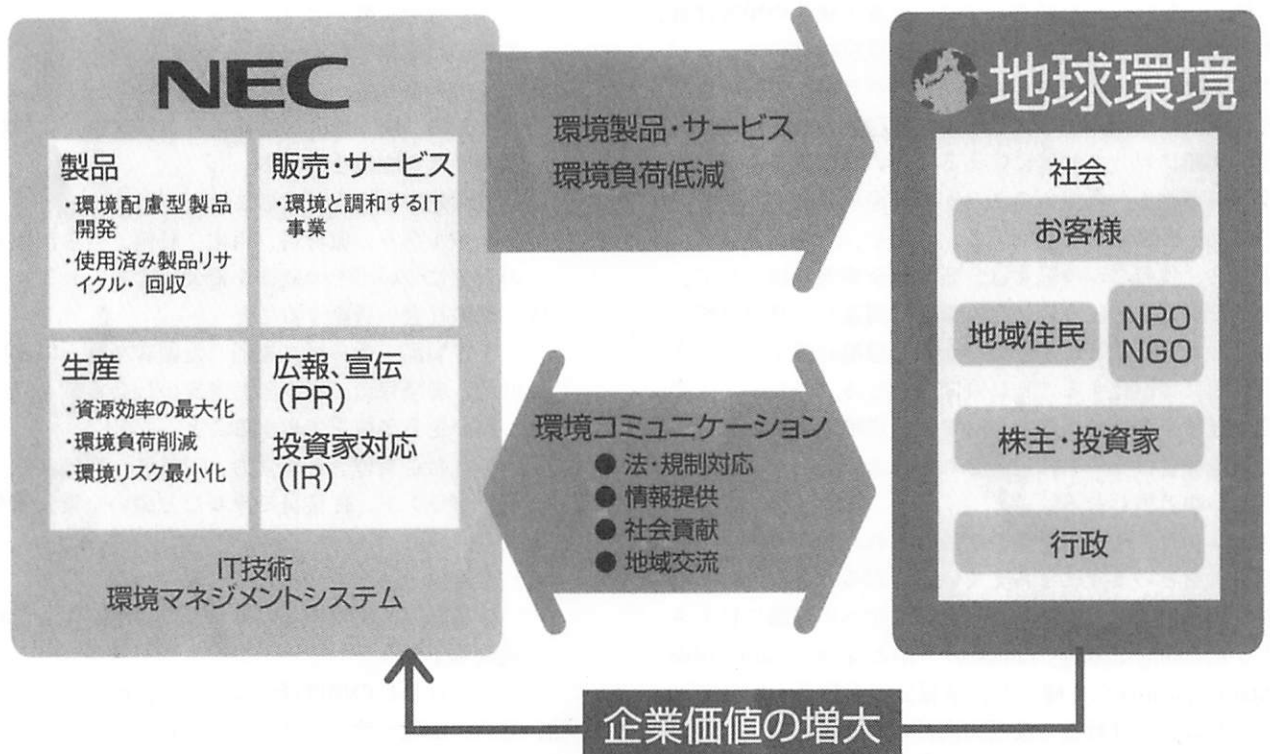 NEC
製品
・環境配慮型製品
開発
・使用済み製品リサ
イクル・回収
販売・サービス
・環境と調和するIT
事業
生産
・資源効率の最大化
・環境負荷削減
・環境リスク最小化
広報、宣伝
(PR)
投資家対応
(IR)
IT技術
環境マネジメントシステム
環境製品・サービス
環境負荷低減
環境コミュニケーション
●法・規制対応
●情報提供
●社会貢献
●地域交流
地球環境
社会
お客様
地域住民
NPO
NGO
株主・投資家
行政
企業価値の増大